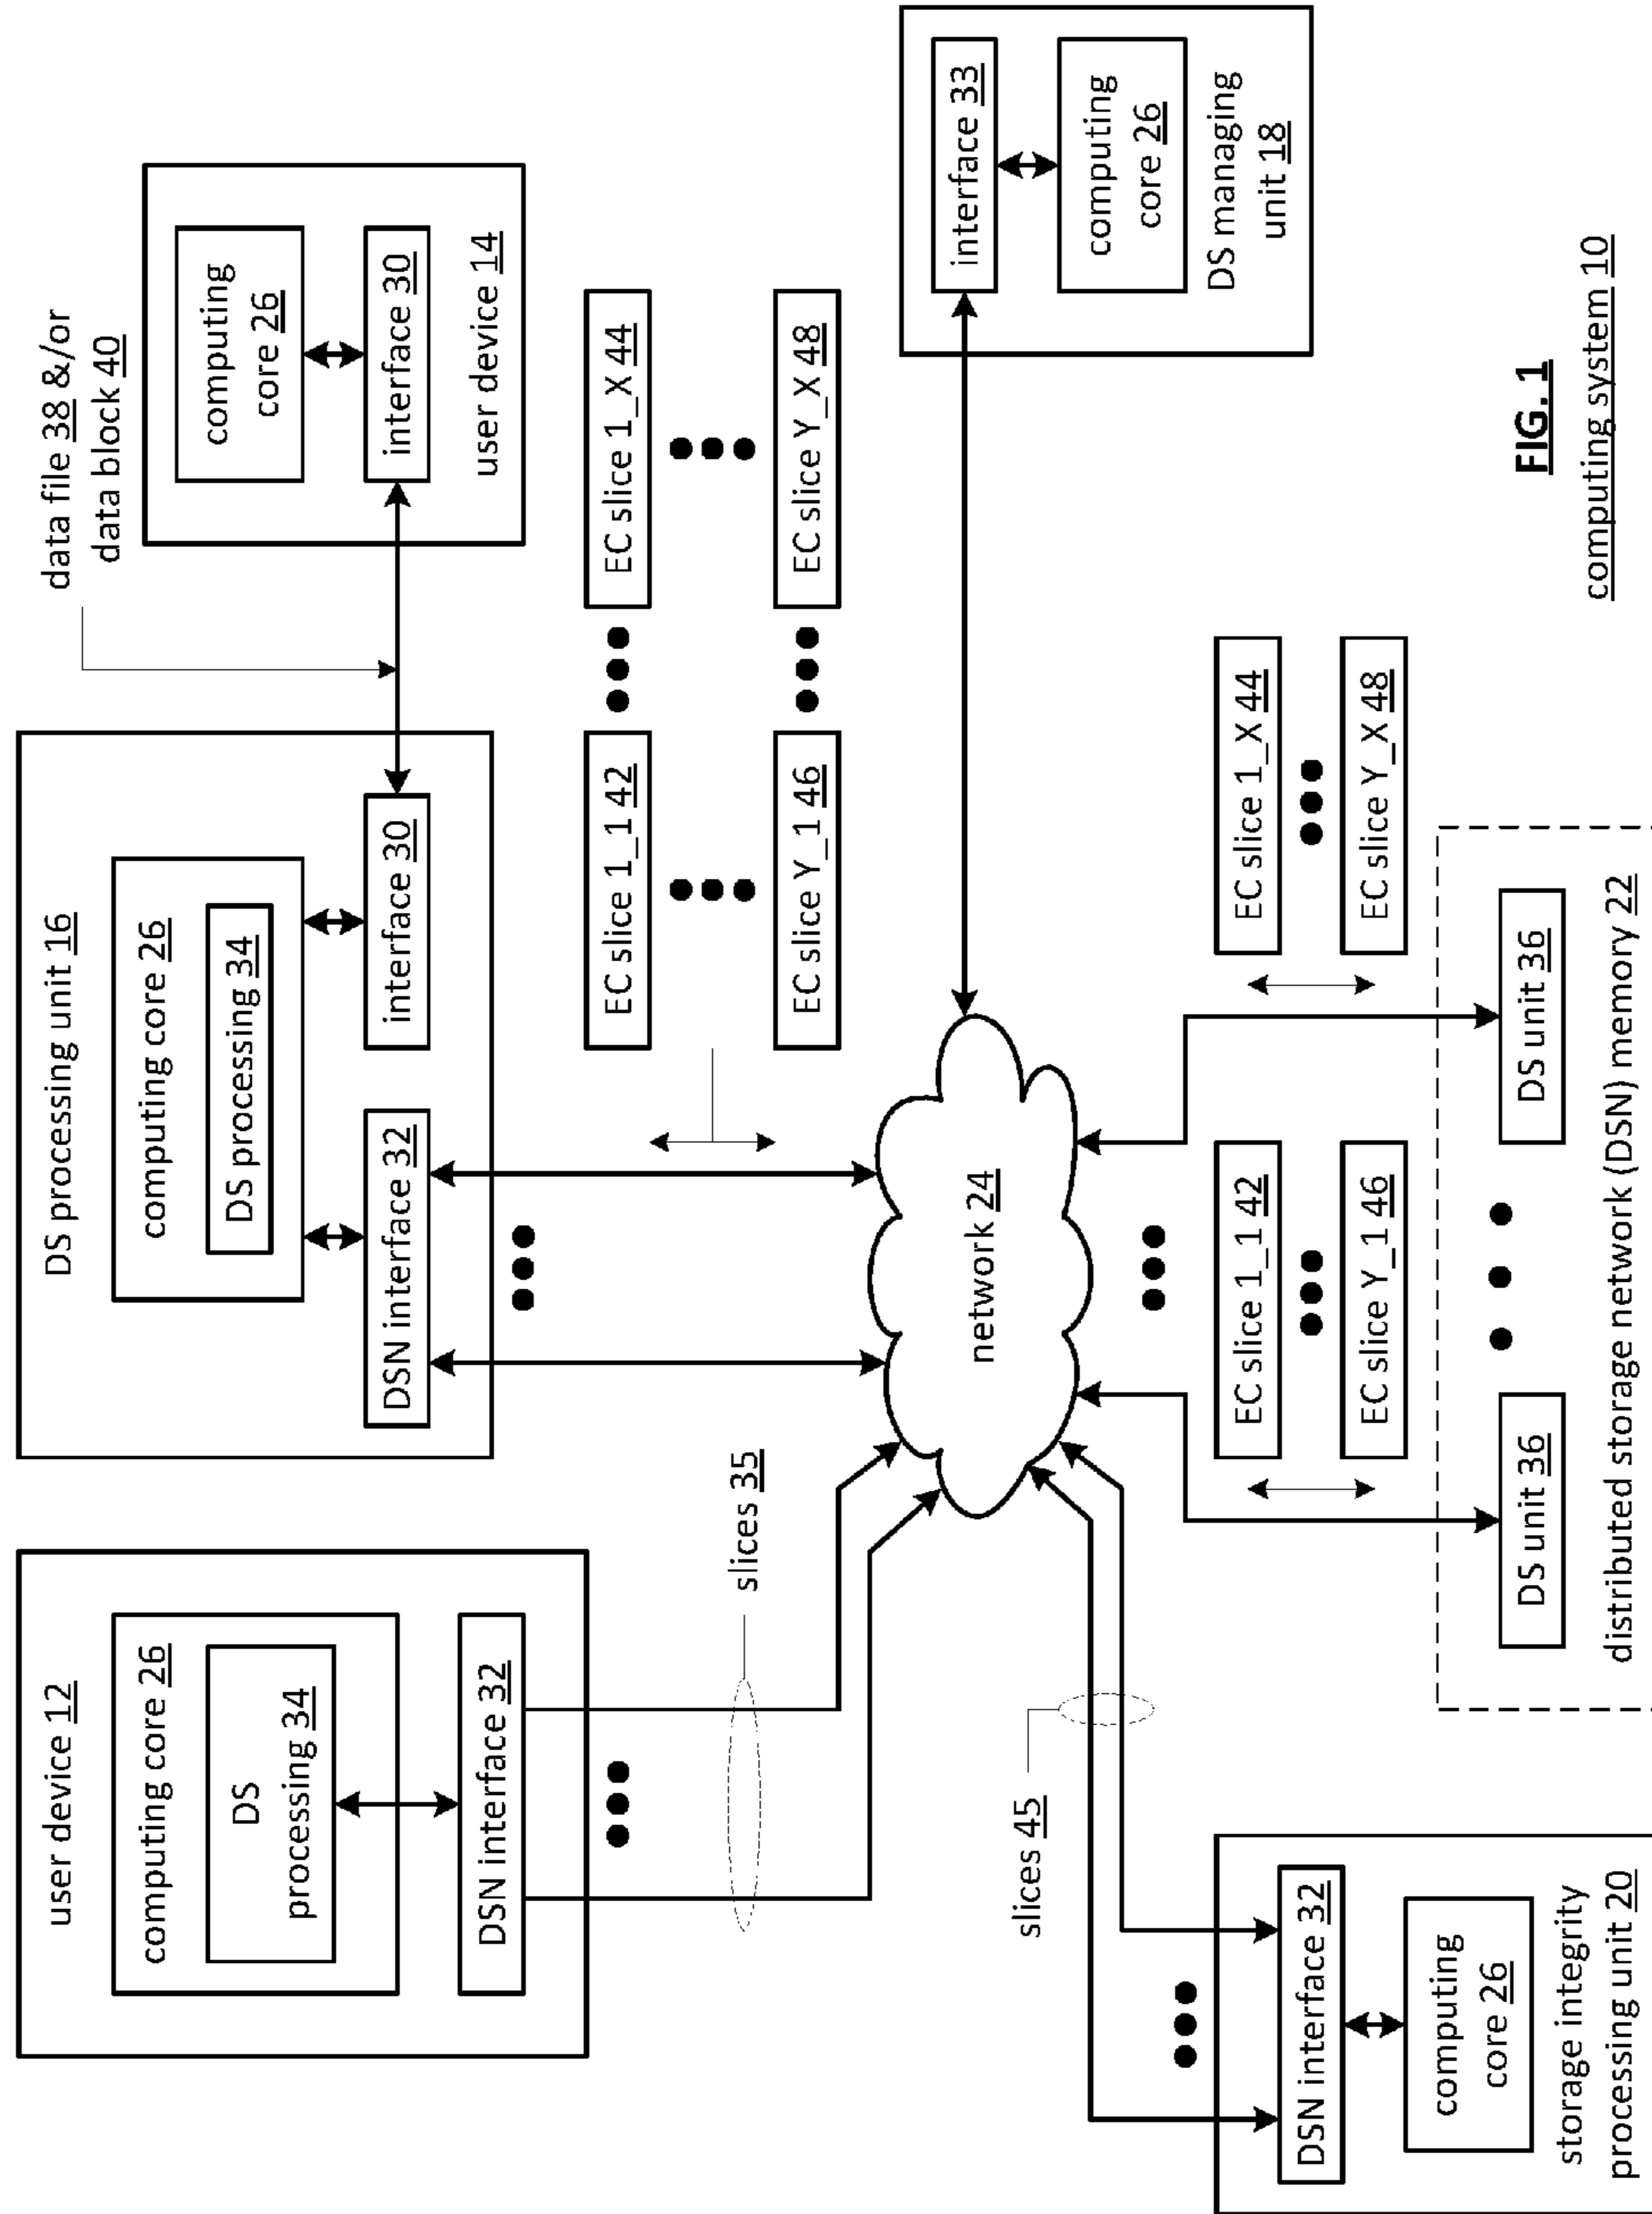 user device 12
computing core 26
DS
processing 34
DSN interface 32
slices 35
DS processing unit 16
computing core 26
DS processing 34
DSN interface 32
interface 30
data file 38 &/or
data block 40
computing
core 26
interface 30
user device 14
EC slice 1_1 42
EC slice 1_X 44
EC slice Y_1 46
EC slice Y_X 48
network 24
interface 33
computing
core 26
DS managing
unit 18
slices 45
DSN interface 32
computing
core 26
storage integrity
processing unit 20
EC slice 1_1 42
EC slice Y_1 46
EC slice 1_X 44
EC slice Y_X 48
DS unit 36
DS unit 36
distributed storage network (DSN) memory 22
FIG. 1
computing system 10